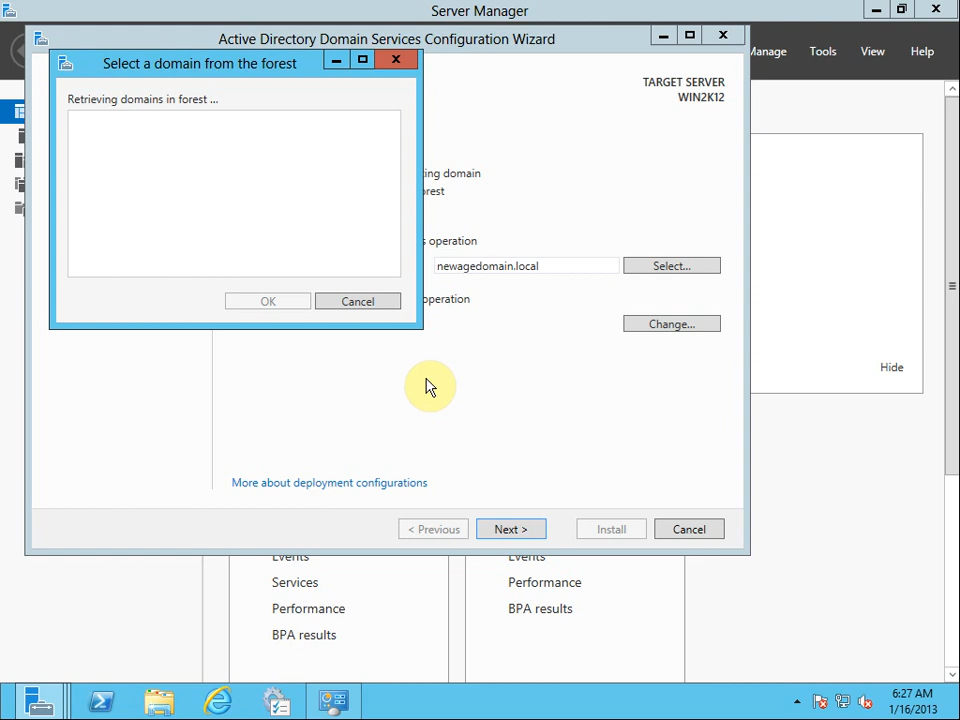 Server Manager
Active Directory Domain Services Configuration Wizard
Manage
Tools
View
Help
Select a domain from the forest
TARGET SERVER
WIN2K12
Retrieving domains in forest ...
ing domain
orest
s operation
newagedomain.local
Select...
operation
OK
Cancel
Change...
Hide
More about deployment configurations
< Previous
Next >
Install
Cancel
Events
Events
Services
Performance
Performance
BPA results
BPA results
6:27 AM
1/16/2013